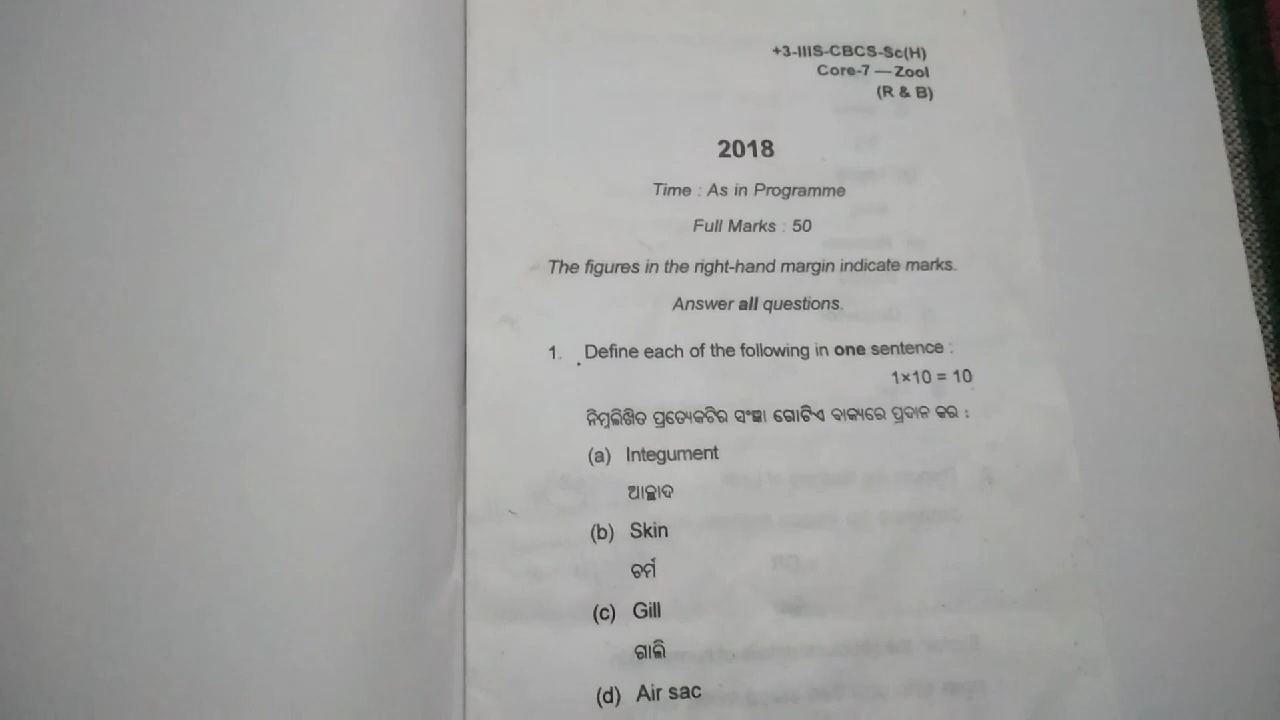 +3-IIIS-CBCS-Sc(H)
Core-7 — Zool
(R & B)
2018
Time : As in Programme
Full Marks : 50
The figures in the right-hand margin indicate marks.
Answer all questions.
1. Define each of the following in one sentence :
1×10 = 10
ନିମ୍ନଲିଖିତ ପ୍ରତ୍ୟେକଟିର ସଂଜ୍ଞା ଗୋଟିଏ ବାକ୍ୟରେ ପ୍ରଦାନ କର :
(a) Integument
ଆଚ୍ଛାଦ
(b) Skin
ଚର୍ମ
(c) Gill
ଗାଲି
(d) Air sac